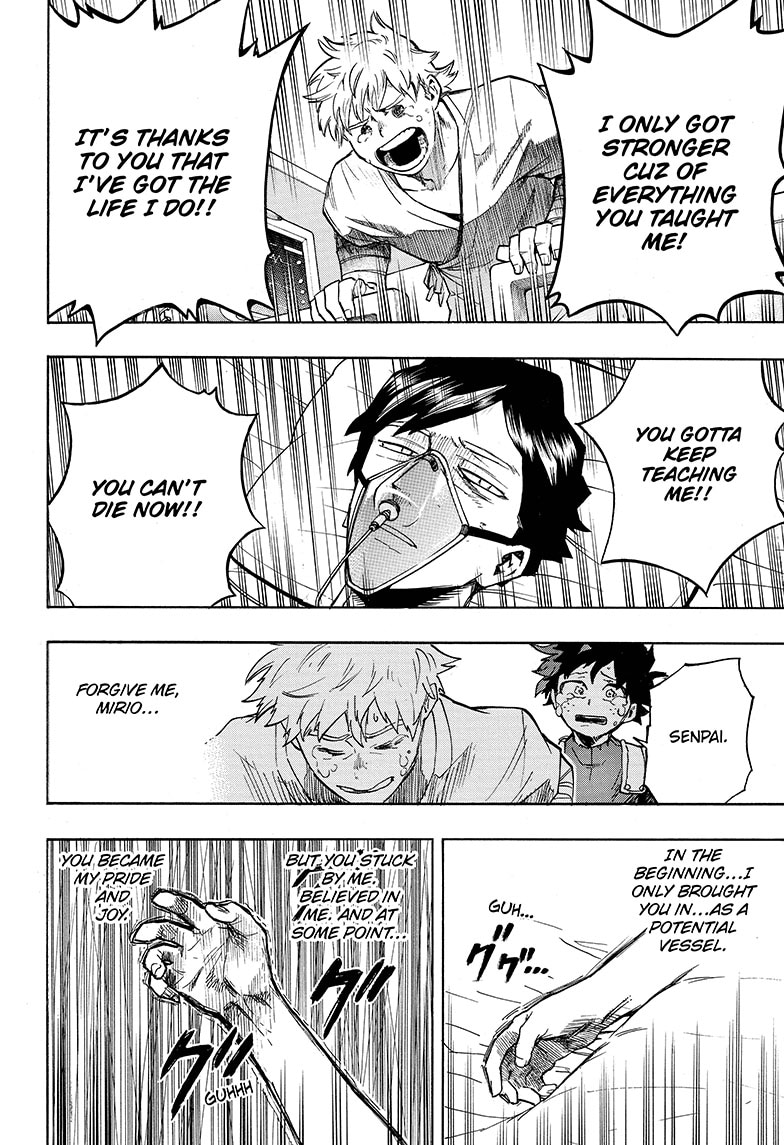 I ONLY GOT
STRONGER
CUZ OF
EVERYTHING
YOU TAUGHT
ME!
IT'S THANKS
TO YOU THAT
I'VE GOT THE
LIFE I DO!!
YOU GOTTA
KEEP
TEACHING
ME!!
YOU CAN'T
DIE NOW!!
SENPAI.
FORGIVE ME,
MIRIO...
IN THE
BEGINNING...I
ONLY BROUGHT
YOU IN...AS A
POTENTIAL
VESSEL.
GUH...
グググ...
BUT YOU STUCK
BY ME.
BELIEVED IN
ME. AND AT
SOME POINT...
YOU BECAME
MY PRIDE
AND
JOY.
GUHHH